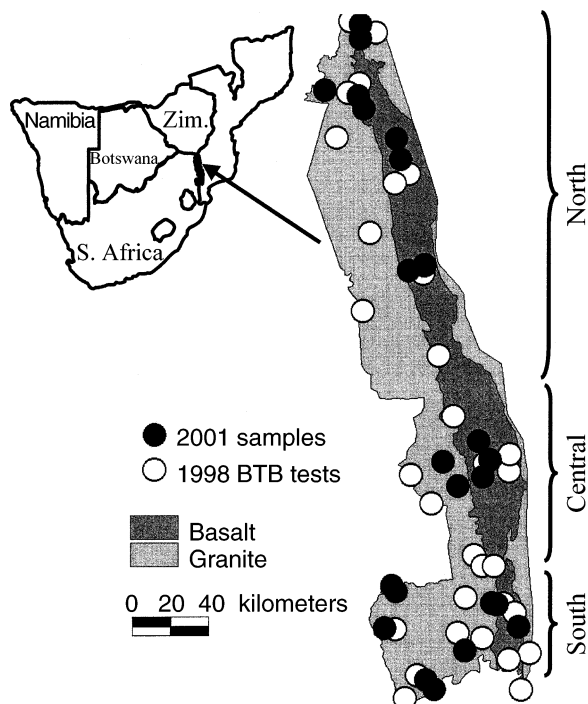 Namibia
Zim.
Botswana
S. Africa
North
2001 samples
1998 BTB tests
Central
Basalt
Granite
0 20 40 kilometers
South